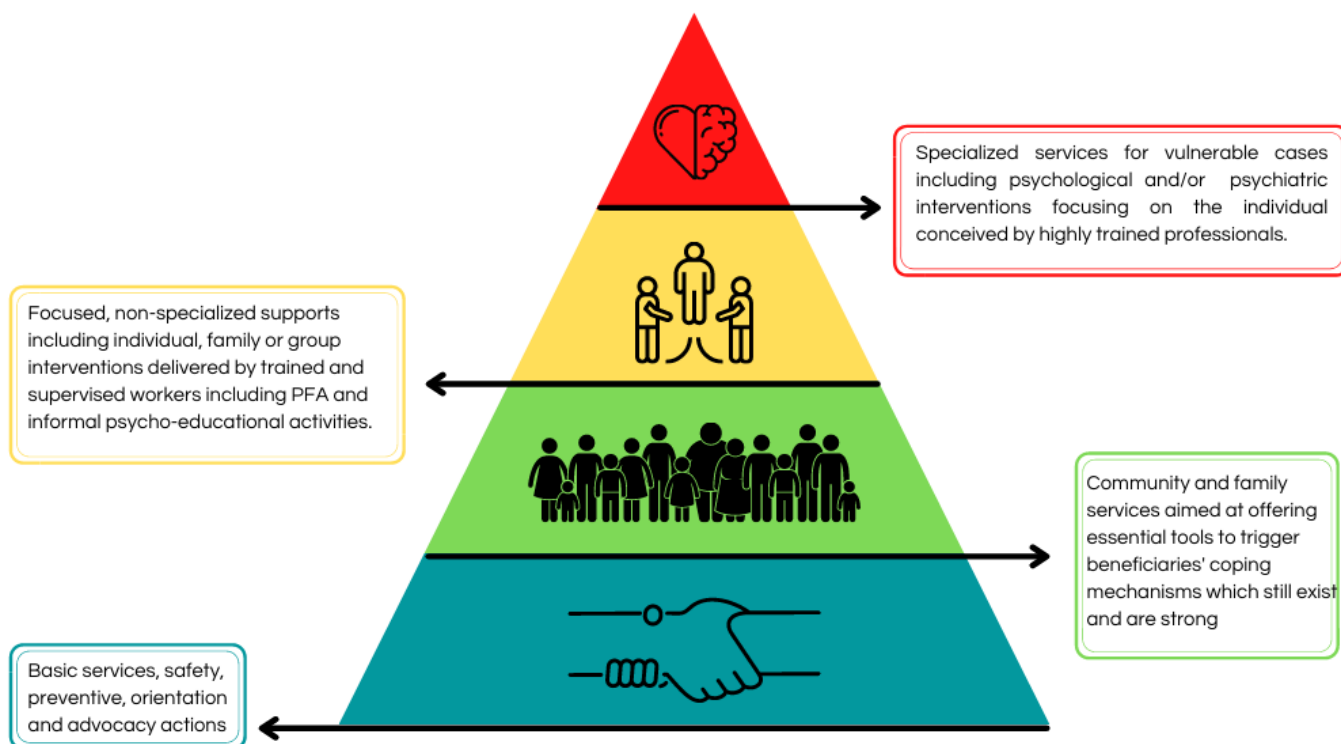 Specialized services for vulnerable cases
including psychological and/or psychiatric
interventions focusing on the individual
conceived by highly trained professionals.
Focused, non-specialized supports
including individual, family or group
interventions delivered by trained and
supervised workers including PFA and
informal psycho-educational activities.
Community and family
services aimed at offering
essential tools to trigger
beneficiaries' coping
mechanisms which still exist
and are strong
Basic services, safety,
preventive, orientation
and advocacy actions